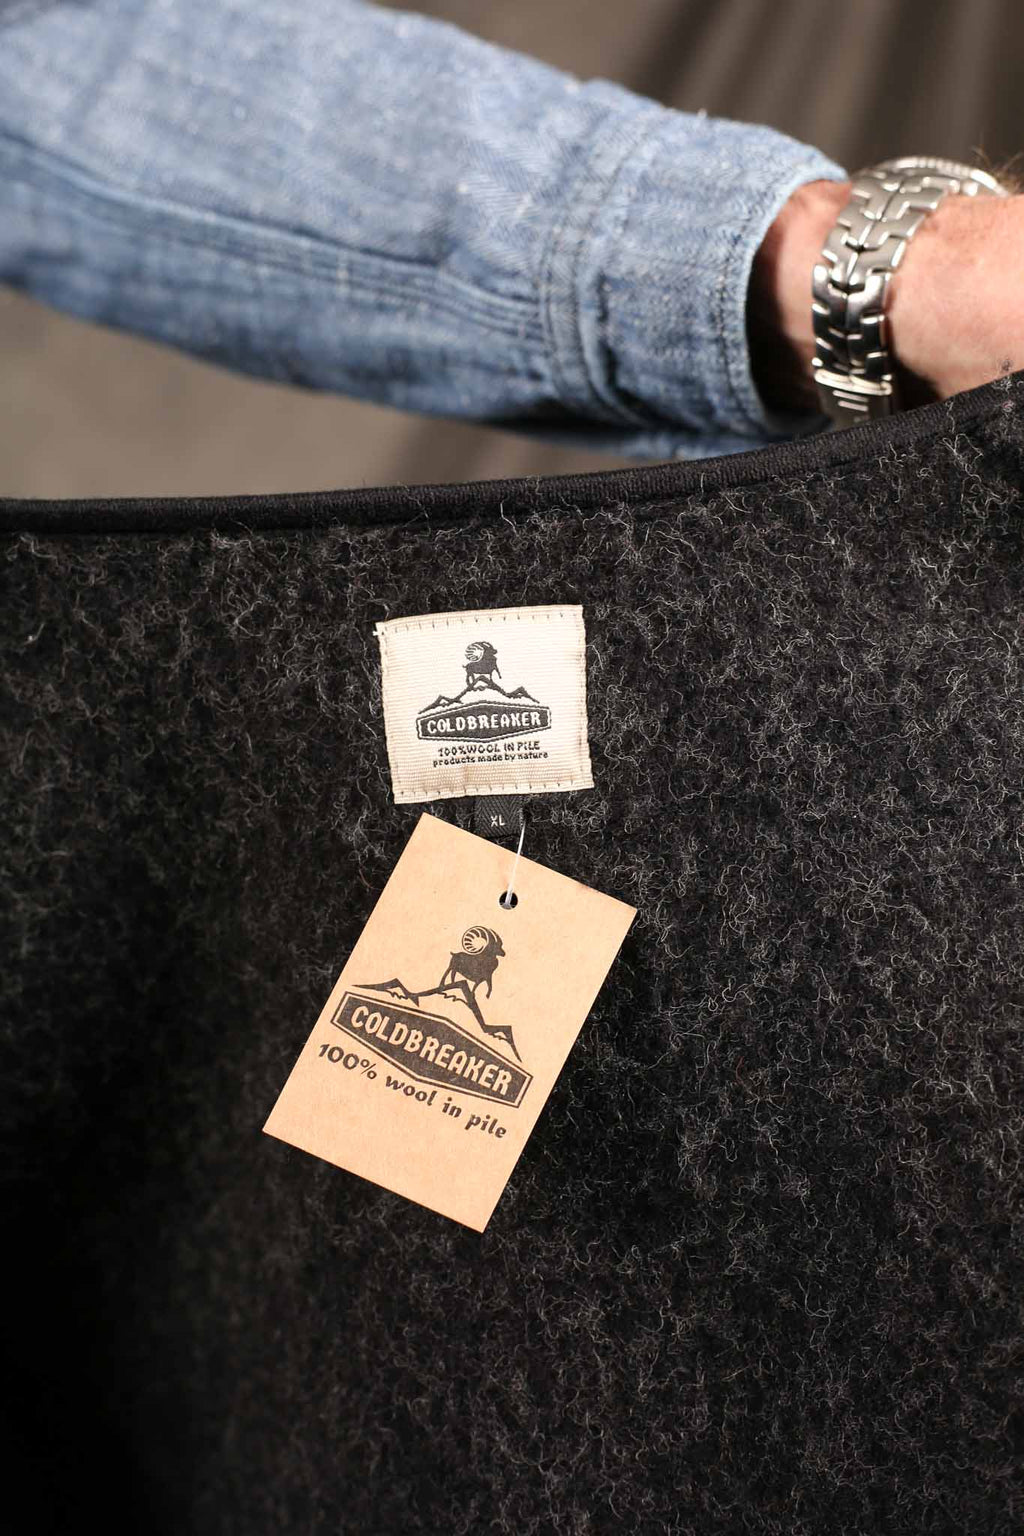 COLDBREAKER
100% WOOL IN PILE
products made by nature
XL
COLDBREAKER
100% wool in pile